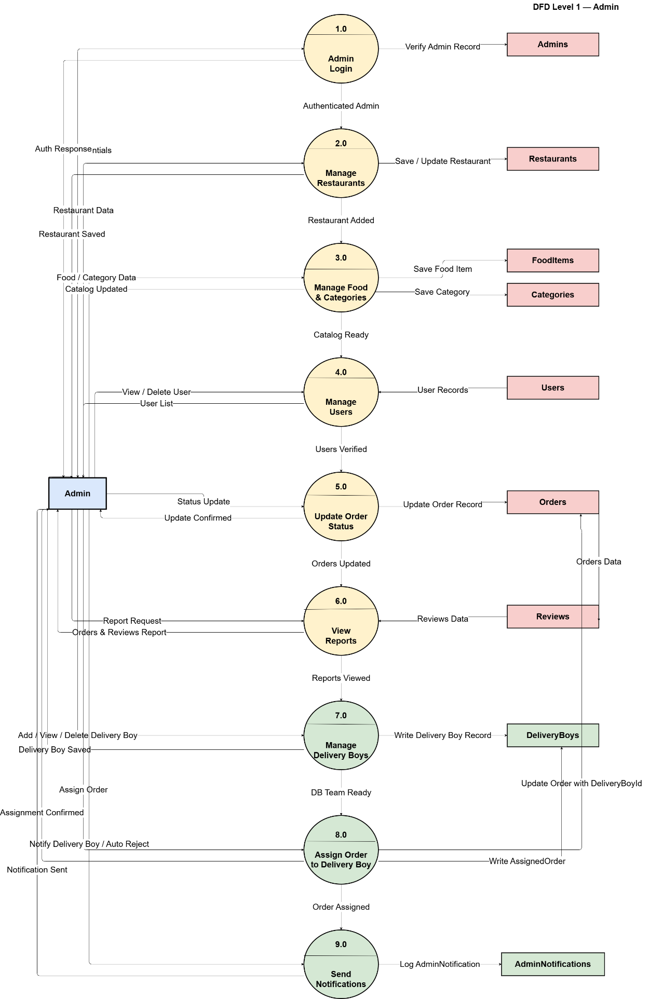 DFD Level 1 — Admin
1.0
Admin
Login
Verify Admin Record
Admins
Authenticated Admin
Auth Response
ntials
2.0
Manage
Restaurants
Save / Update Restaurant
Restaurants
Restaurant Data
Restaurant Added
Restaurant Saved
3.0
Manage Food
& Categories
Save Food Item
FoodItems
Food / Category Data
Catalog Updated
Save Category
Categories
Catalog Ready
4.0
Manage
Users
View / Delete User
User List
User Records
Users
Users Verified
Admin
5.0
Update Order
Status
Status Update
Update Confirmed
Update Order Record
Orders
Orders Updated
Orders Data
6.0
View
Reports
Report Request
Orders & Reviews Report
Reviews Data
Reviews
Reports Viewed
7.0
Manage
Delivery Boys
Add / View / Delete Delivery Boy
Delivery Boy Saved
Write Delivery Boy Record
DeliveryBoys
Update Order with DeliveryBoyId
Assign Order
DB Team Ready
Assignment Confirmed
8.0
Assign Order
to Delivery Boy
Notify Delivery Boy / Auto Reject
Write AssignedOrder
Notification Sent
Order Assigned
9.0
Send
Notifications
Log AdminNotification
AdminNotifications